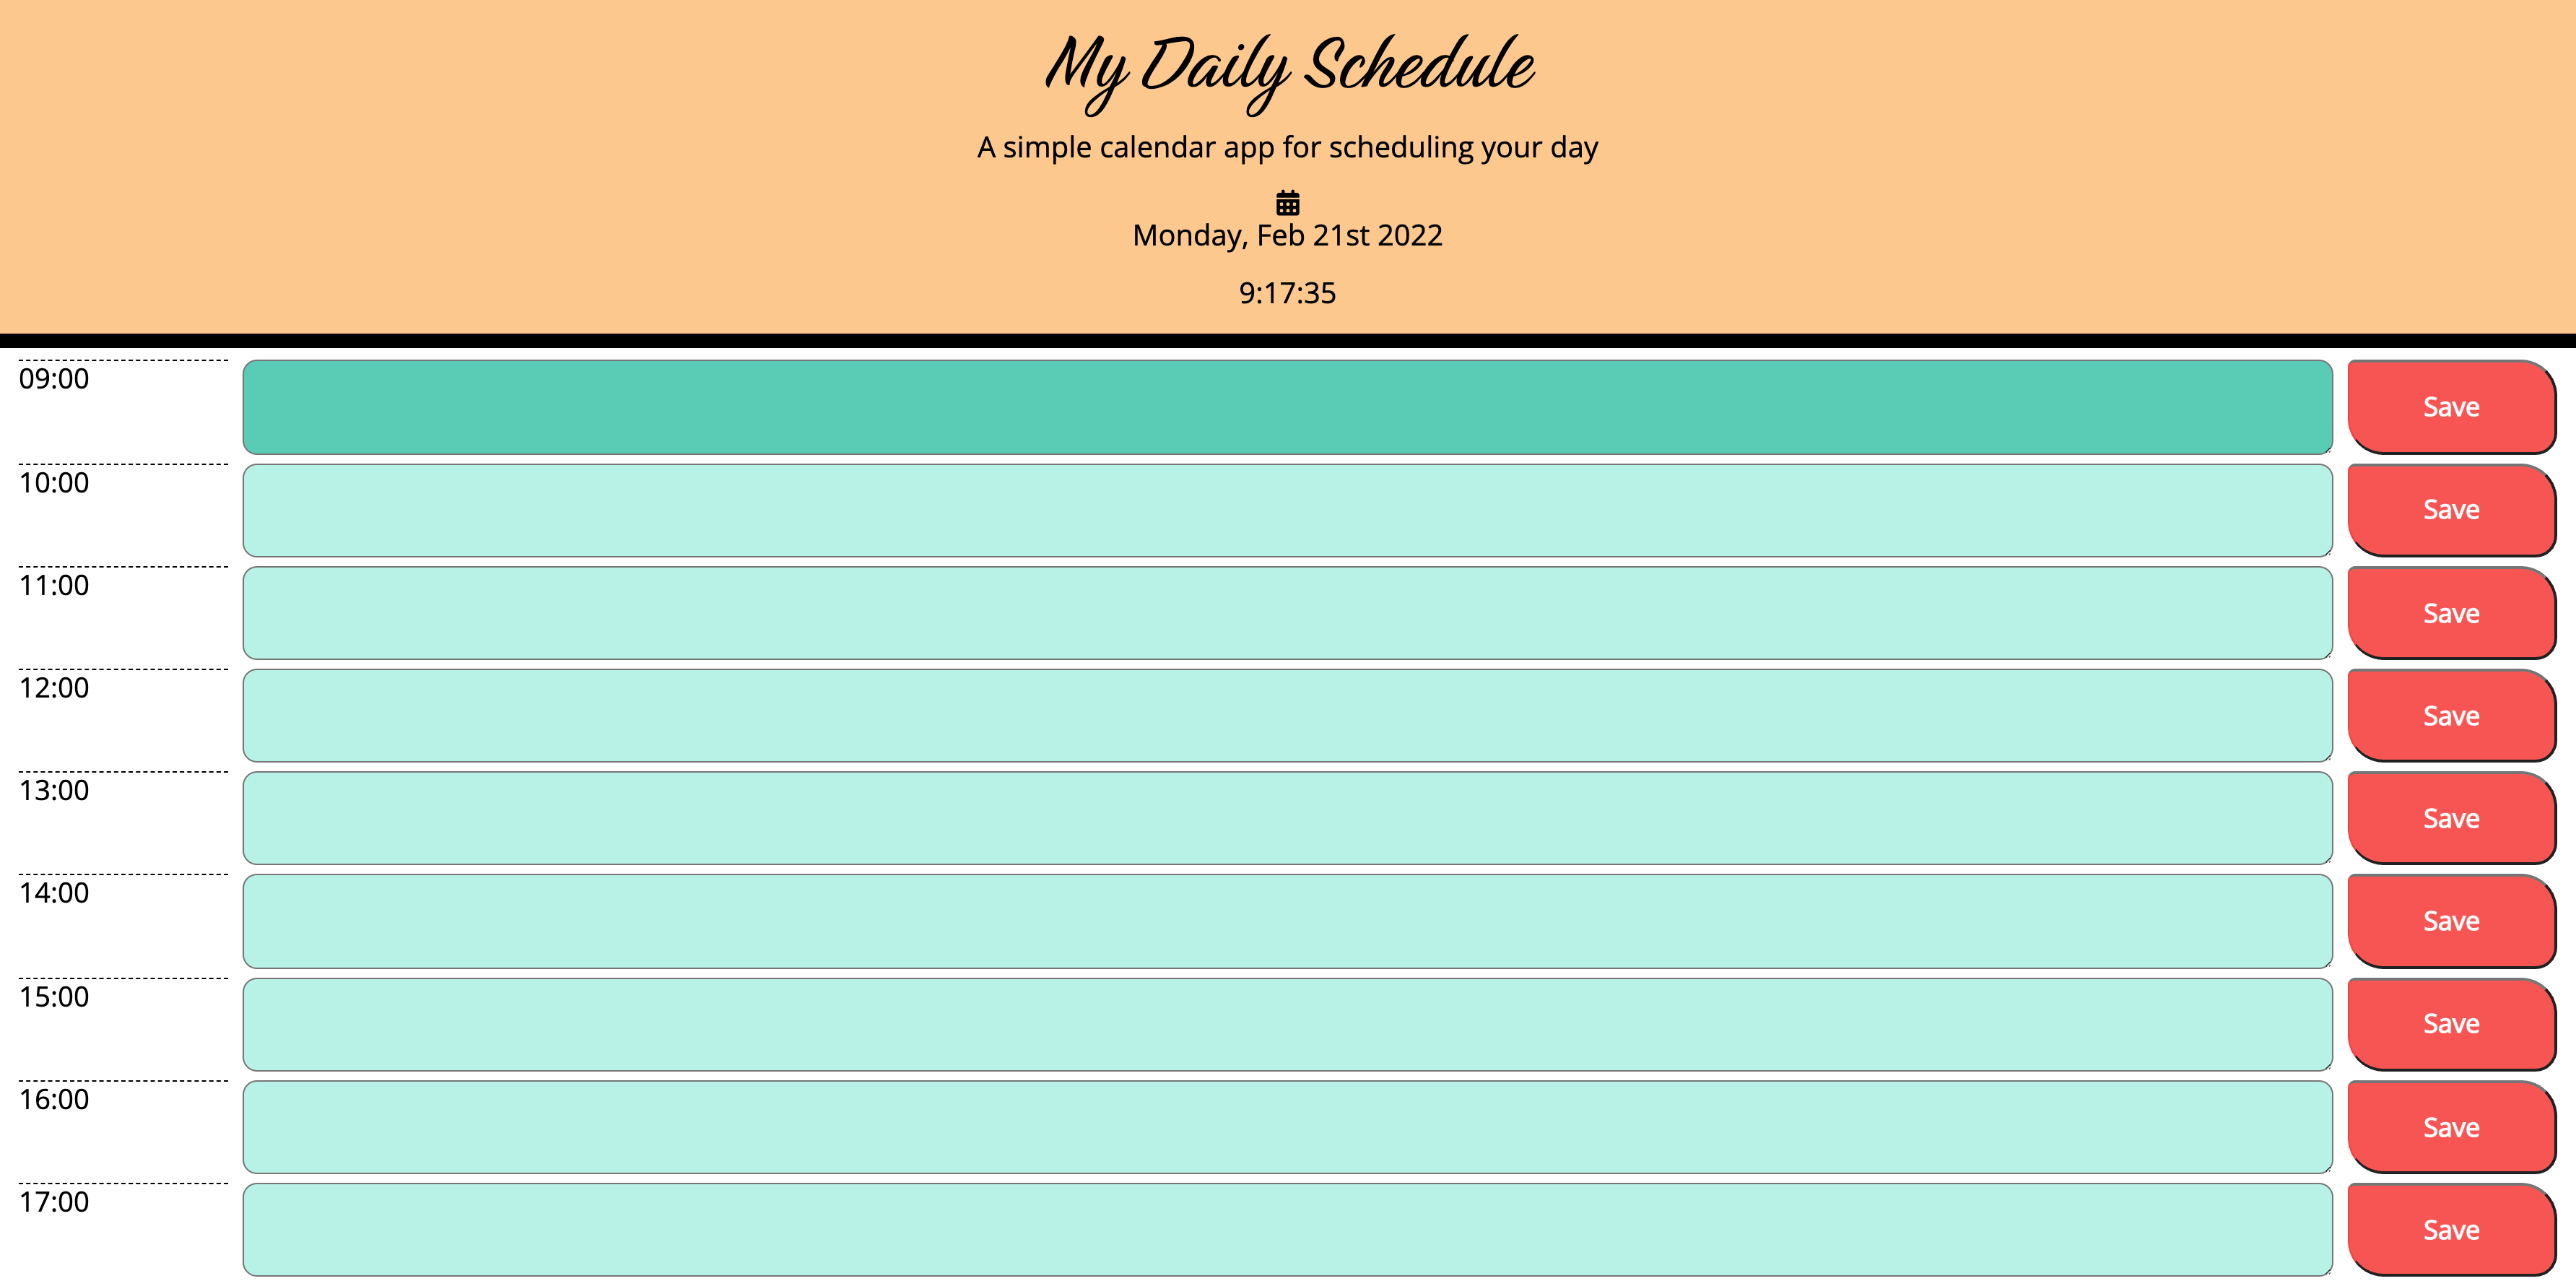 My Daily Schedule
A simple calendar app for scheduling your day
Monday, Feb 21st 2022
9:17:35
09:00 Save
10:00 Save
11:00 Save
12:00 Save
13:00 Save
14:00 Save
15:00 Save
16:00 Save
17:00 Save